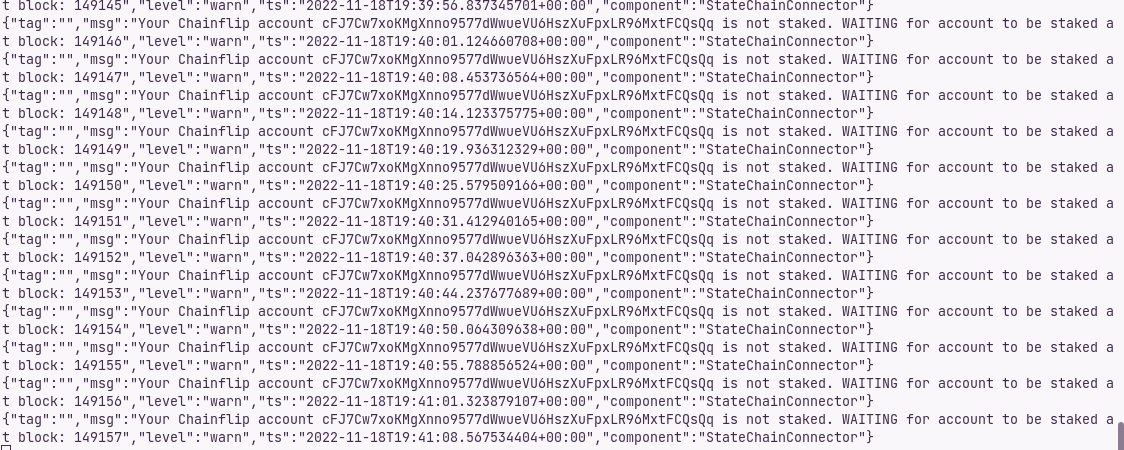 t block: 149145","level":"warn","ts":"2022-11-18T19:39:56.837345701+00:00","component":"StateChainConnector"}
{"tag":"","msg":"Your Chainflip account cFJ7Cw7xoKMgXnno9577dWwueVU6HszXuFpxLR96MxtFCQsQq is not staked. WAITING for account to be staked a
t block: 149146","level":"warn","ts":"2022-11-18T19:40:01.124660708+00:00","component":"StateChainConnector"}
{"tag":"","msg":"Your Chainflip account cFJ7Cw7xoKMgXnno9577dWwueVU6HszXuFpxLR96MxtFCQsQq is not staked. WAITING for account to be staked a
t block: 149147","level":"warn","ts":"2022-11-18T19:40:08.453736564+00:00","component":"StateChainConnector"}
{"tag":"","msg":"Your Chainflip account cFJ7Cw7xoKMgXnno9577dWwueVU6HszXuFpxLR96MxtFCQsQq is not staked. WAITING for account to be staked a
t block: 149148","level":"warn","ts":"2022-11-18T19:40:14.123375775+00:00","component":"StateChainConnector"}
{"tag":"","msg":"Your Chainflip account cFJ7Cw7xoKMgXnno9577dWwueVU6HszXuFpxLR96MxtFCQsQq is not staked. WAITING for account to be staked a
t block: 149149","level":"warn","ts":"2022-11-18T19:40:19.936312329+00:00","component":"StateChainConnector"}
{"tag":"","msg":"Your Chainflip account cFJ7Cw7xoKMgXnno9577dWwueVU6HszXuFpxLR96MxtFCQsQq is not staked. WAITING for account to be staked a
t block: 149150","level":"warn","ts":"2022-11-18T19:40:25.579509166+00:00","component":"StateChainConnector"}
{"tag":"","msg":"Your Chainflip account cFJ7Cw7xoKMgXnno9577dWwueVU6HszXuFpxLR96MxtFCQsQq is not staked. WAITING for account to be staked a
t block: 149151","level":"warn","ts":"2022-11-18T19:40:31.412940165+00:00","component":"StateChainConnector"}
{"tag":"","msg":"Your Chainflip account cFJ7Cw7xoKMgXnno9577dWwueVU6HszXuFpxLR96MxtFCQsQq is not staked. WAITING for account to be staked a
t block: 149152","level":"warn","ts":"2022-11-18T19:40:37.042896363+00:00","component":"StateChainConnector"}
{"tag":"","msg":"Your Chainflip account cFJ7Cw7xoKMgXnno9577dWwueVU6HszXuFpxLR96MxtFCQsQq is not staked. WAITING for account to be staked a
t block: 149153","level":"warn","ts":"2022-11-18T19:40:44.237677689+00:00","component":"StateChainConnector"}
{"tag":"","msg":"Your Chainflip account cFJ7Cw7xoKMgXnno9577dWwueVU6HszXuFpxLR96MxtFCQsQq is not staked. WAITING for account to be staked a
t block: 149154","level":"warn","ts":"2022-11-18T19:40:50.064309638+00:00","component":"StateChainConnector"}
{"tag":"","msg":"Your Chainflip account cFJ7Cw7xoKMgXnno9577dWwueVU6HszXuFpxLR96MxtFCQsQq is not staked. WAITING for account to be staked a
t block: 149155","level":"warn","ts":"2022-11-18T19:40:55.788856524+00:00","component":"StateChainConnector"}
{"tag":"","msg":"Your Chainflip account cFJ7Cw7xoKMgXnno9577dWwueVU6HszXuFpxLR96MxtFCQsQq is not staked. WAITING for account to be staked a
t block: 149156","level":"warn","ts":"2022-11-18T19:41:01.323879107+00:00","component":"StateChainConnector"}
{"tag":"","msg":"Your Chainflip account cFJ7Cw7xoKMgXnno9577dWwueVU6HszXuFpxLR96MxtFCQsQq is not staked. WAITING for account to be staked a
t block: 149157","level":"warn","ts":"2022-11-18T19:41:08.567534404+00:00","component":"StateChainConnector"}